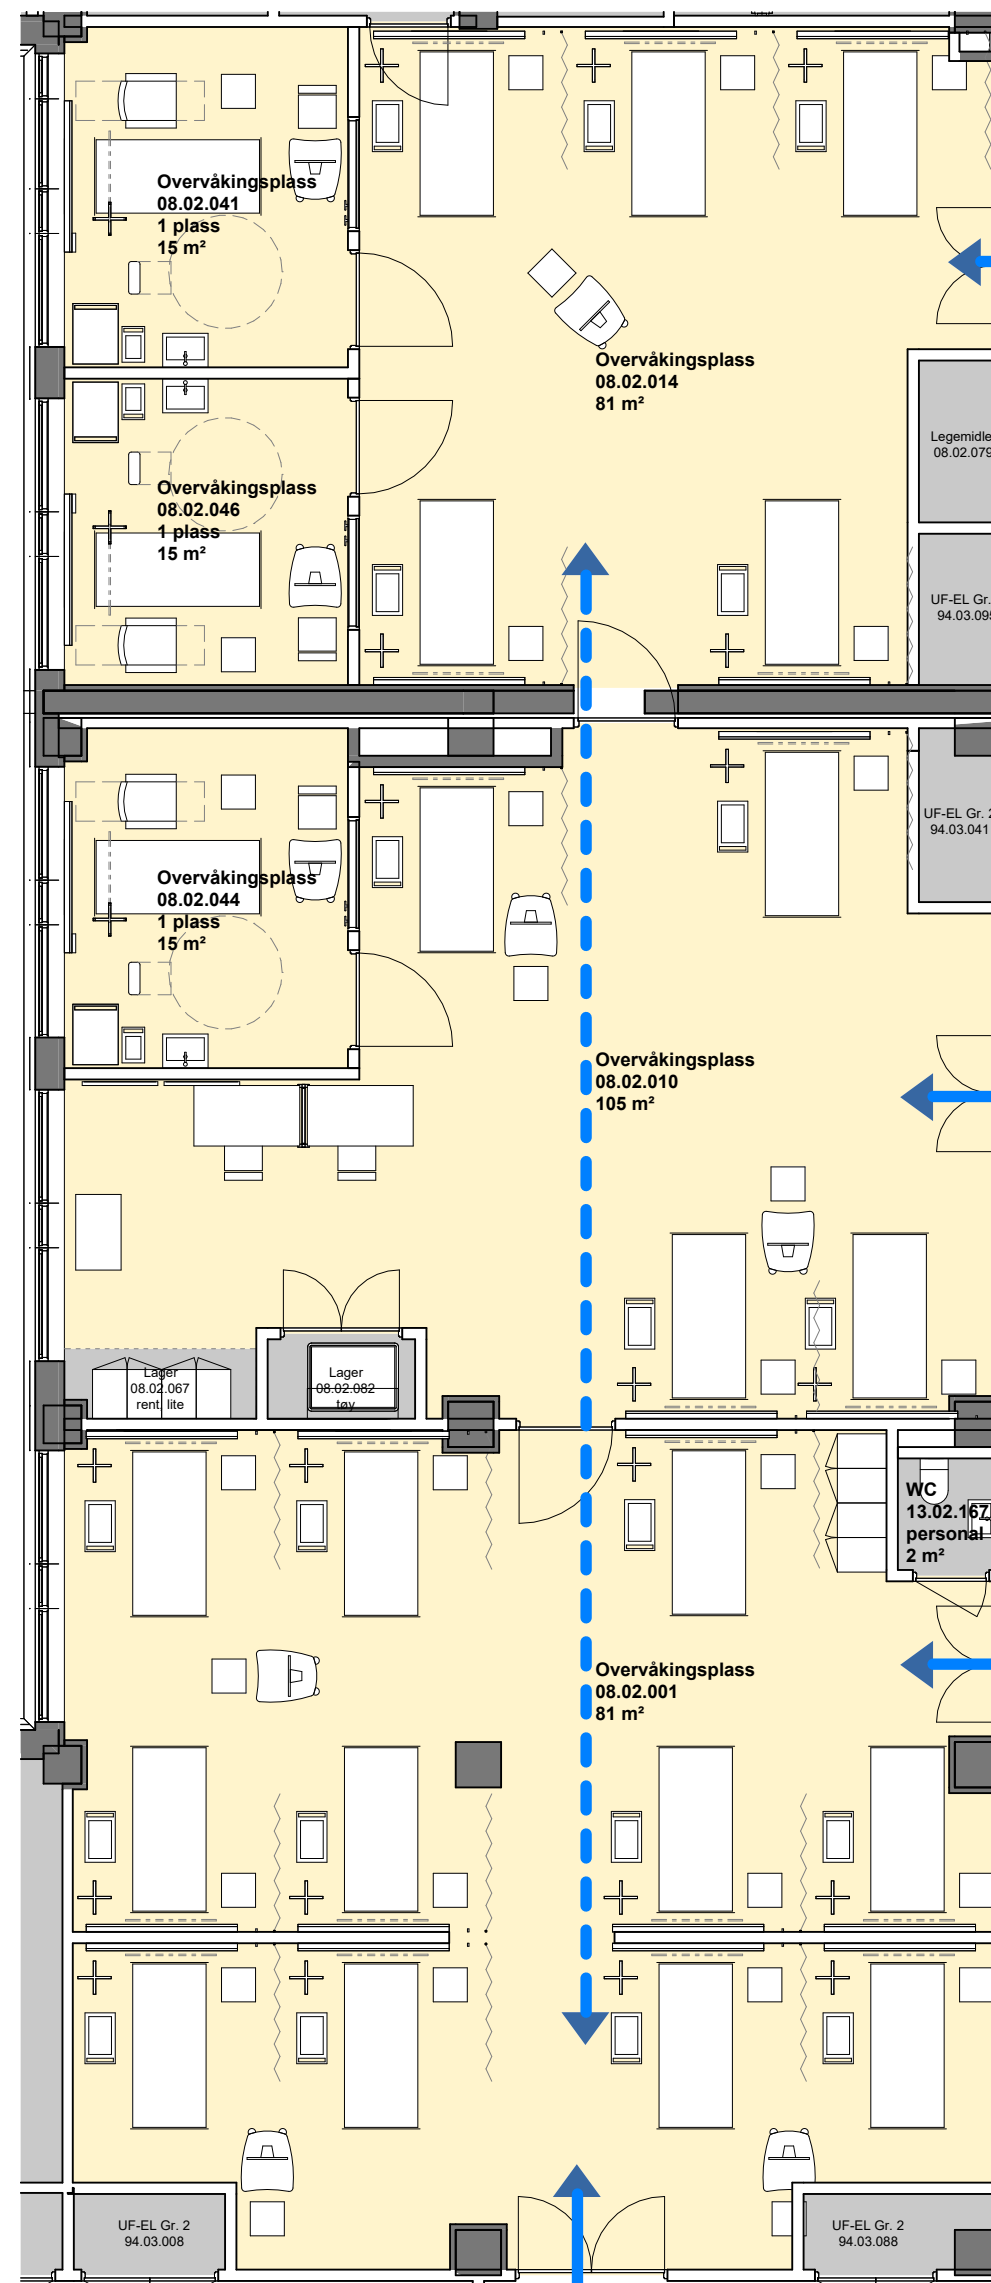 Overvåkingsplass
08.02.041
1 plass
15 m²
Overvåkingsplass
08.02.014
81 m²
Legemidle
08.02.079
Overvåkingsplass
08.02.046
1 plass
15 m²
UF-EL Gr.
94.03.095
UF-EL Gr. 2
94.03.041
Overvåkingsplass
08.02.044
1 plass
15 m²
Overvåkingsplass
08.02.010
105 m²
Lager
08.02.067
rent. lite
Lager
08.02.082
tøy
WC
13.02.167
personal
2 m²
Overvåkingsplass
08.02.001
81 m²
UF-EL Gr. 2
94.03.008
UF-EL Gr. 2
94.03.088